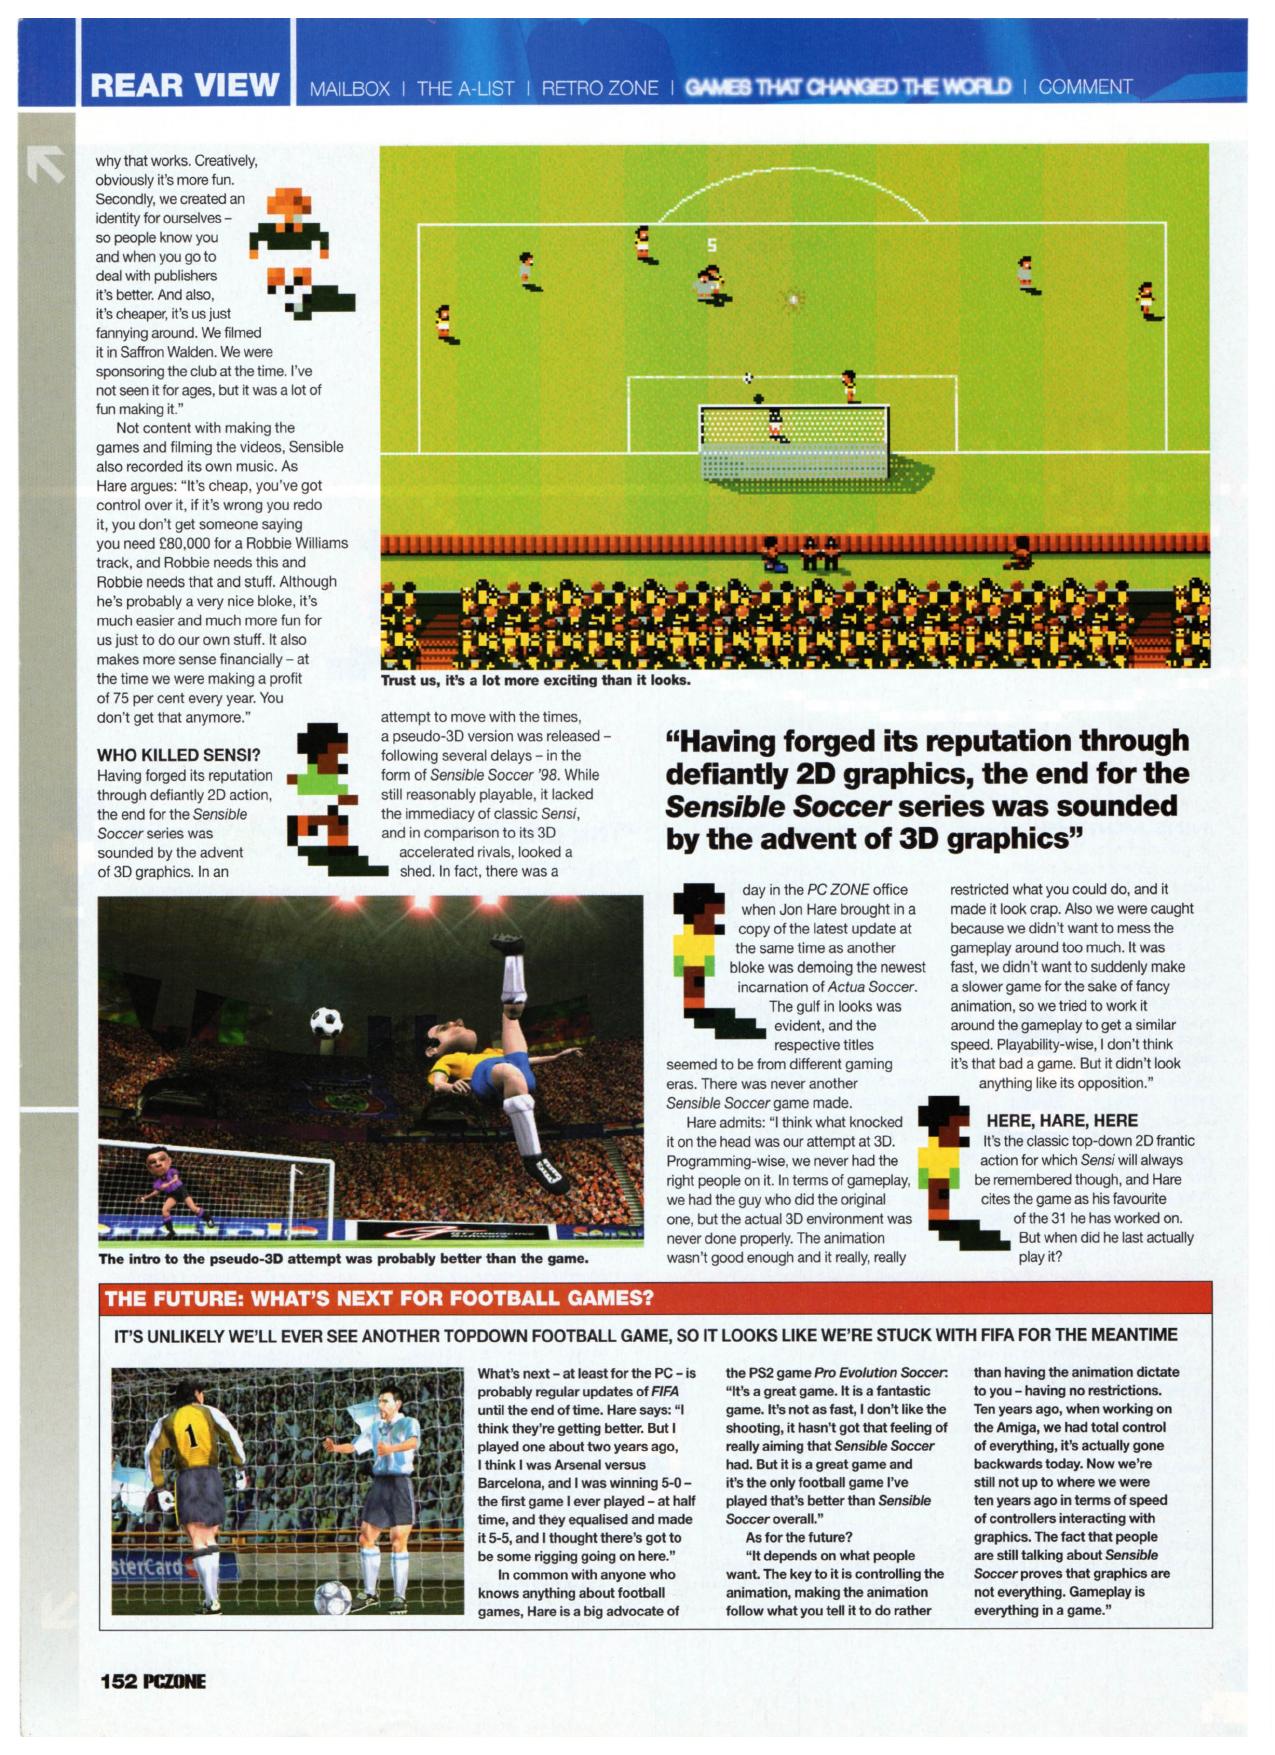 REAR VIEW
MAILBOX | THE A-LIST | RETRO ZONE | GAMES THAT CHANGED THE WORLD | COMMENT
why that works. Creatively,
obviously it's more fun.
Secondly, we created an
identity for ourselves –
so people know you
and when you go to
deal with publishers
it's better. And also,
it's cheaper, it's us just
fannying around. We filmed
it in Saffron Walden. We were
sponsoring the club at the time. I've
not seen it for ages, but it was a lot of
fun making it."
Not content with making the
games and filming the videos, Sensible
also recorded its own music. As
Hare argues: "It's cheap, you've got
control over it, if it's wrong you redo
it, you don't get someone saying
you need £80,000 for a Robbie Williams
track, and Robbie needs this and
Robbie needs that and stuff. Although
he's probably a very nice bloke, it's
much easier and much more fun for
us just to do our own stuff. It also
makes more sense financially – at
the time we were making a profit
of 75 per cent every year. You
don't get that anymore."
WHO KILLED SENSI?
Having forged its reputation
through defiantly 2D action,
the end for the Sensible
Soccer series was
sounded by the advent
of 3D graphics. In an
5
Trust us, it's a lot more exciting than it looks.
attempt to move with the times,
a pseudo-3D version was released –
following several delays – in the
form of Sensible Soccer '98. While
still reasonably playable, it lacked
the immediacy of classic Sensi,
and in comparison to its 3D
accelerated rivals, looked a
shed. In fact, there was a
"Having forged its reputation through
defiantly 2D graphics, the end for the
Sensible Soccer series was sounded
by the advent of 3D graphics"
The intro to the pseudo-3D attempt was probably better than the game.
day in the PC ZONE office
when Jon Hare brought in a
copy of the latest update at
the same time as another
bloke was demoing the newest
incarnation of Actua Soccer.
The gulf in looks was
evident, and the
respective titles
seemed to be from different gaming
eras. There was never another
Sensible Soccer game made.
Hare admits: "I think what knocked
it on the head was our attempt at 3D.
Programming-wise, we never had the
right people on it. In terms of gameplay,
we had the guy who did the original
one, but the actual 3D environment was
never done properly. The animation
wasn't good enough and it really, really
restricted what you could do, and it
made it look crap. Also we were caught
because we didn't want to mess the
gameplay around too much. It was
fast, we didn't want to suddenly make
a slower game for the sake of fancy
animation, so we tried to work it
around the gameplay to get a similar
speed. Playability-wise, I don't think
it's that bad a game. But it didn't look
anything like its opposition."
HERE, HARE, HERE
It's the classic top-down 2D frantic
action for which Sensi will always
be remembered though, and Hare
cites the game as his favourite
of the 31 he has worked on.
But when did he last actually
play it?
THE FUTURE: WHAT'S NEXT FOR FOOTBALL GAMES?
IT'S UNLIKELY WE'LL EVER SEE ANOTHER TOPDOWN FOOTBALL GAME, SO IT LOOKS LIKE WE'RE STUCK WITH FIFA FOR THE MEANTIME
1
sterCard
What's next – at least for the PC – is
probably regular updates of FIFA
until the end of time. Hare says: "I
think they're getting better. But I
played one about two years ago,
I think I was Arsenal versus
Barcelona, and I was winning 5-0 –
the first game I ever played – at half
time, and they equalised and made
it 5-5, and I thought there's got to
be some rigging going on here."
In common with anyone who
knows anything about football
games, Hare is a big advocate of
the PS2 game Pro Evolution Soccer:
"It's a great game. It is a fantastic
game. It's not as fast, I don't like the
shooting, it hasn't got that feeling of
really aiming that Sensible Soccer
had. But it is a great game and
it's the only football game I've
played that's better than Sensible
Soccer overall."
As for the future?
"It depends on what people
want. The key to it is controlling the
animation, making the animation
follow what you tell it to do rather
than having the animation dictate
to you – having no restrictions.
Ten years ago, when working on
the Amiga, we had total control
of everything, it's actually gone
backwards today. Now we're
still not up to where we were
ten years ago in terms of speed
of controllers interacting with
graphics. The fact that people
are still talking about Sensible
Soccer proves that graphics are
not everything. Gameplay is
everything in a game."
152 PCZONE